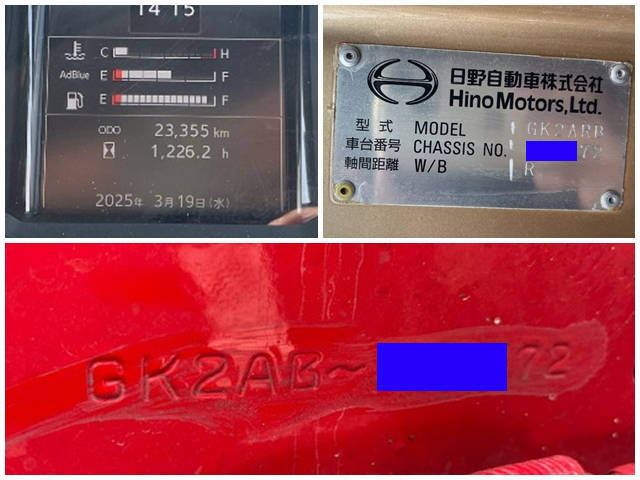 14 15
C H
AdBlue E F
E F
ODO 23,355 km
1,226.2 h
2025年 3月19日(水)
日野自動車株式会社
Hino Motors, Ltd.
型式 MODEL GK2ABB
車台番号 CHASSIS NO. 72
軸間距離 W/B R
GK2AB~ 72